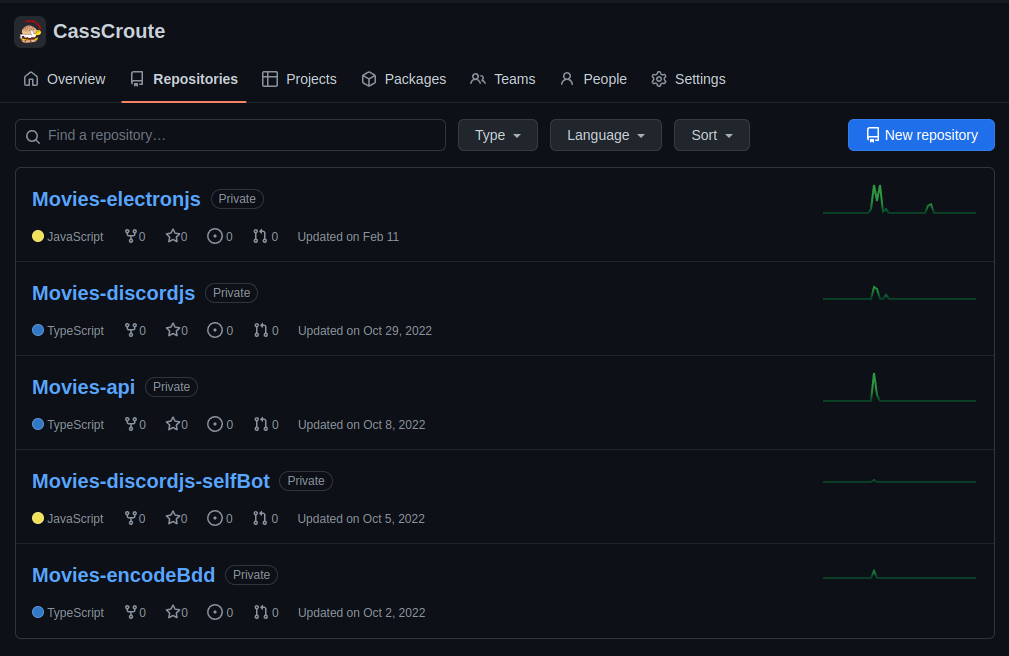 CassCroute
Overview Repositories Projects Packages Teams People Settings
Find a repository… Type Language Sort New repository
Movies-electronjs Private
JavaScript 0 0 0 0 Updated on Feb 11
Movies-discordjs Private
TypeScript 0 0 0 0 Updated on Oct 29, 2022
Movies-api Private
TypeScript 0 0 0 0 Updated on Oct 8, 2022
Movies-discordjs-selfBot Private
JavaScript 0 0 0 0 Updated on Oct 5, 2022
Movies-encodeBdd Private
TypeScript 0 0 0 0 Updated on Oct 2, 2022